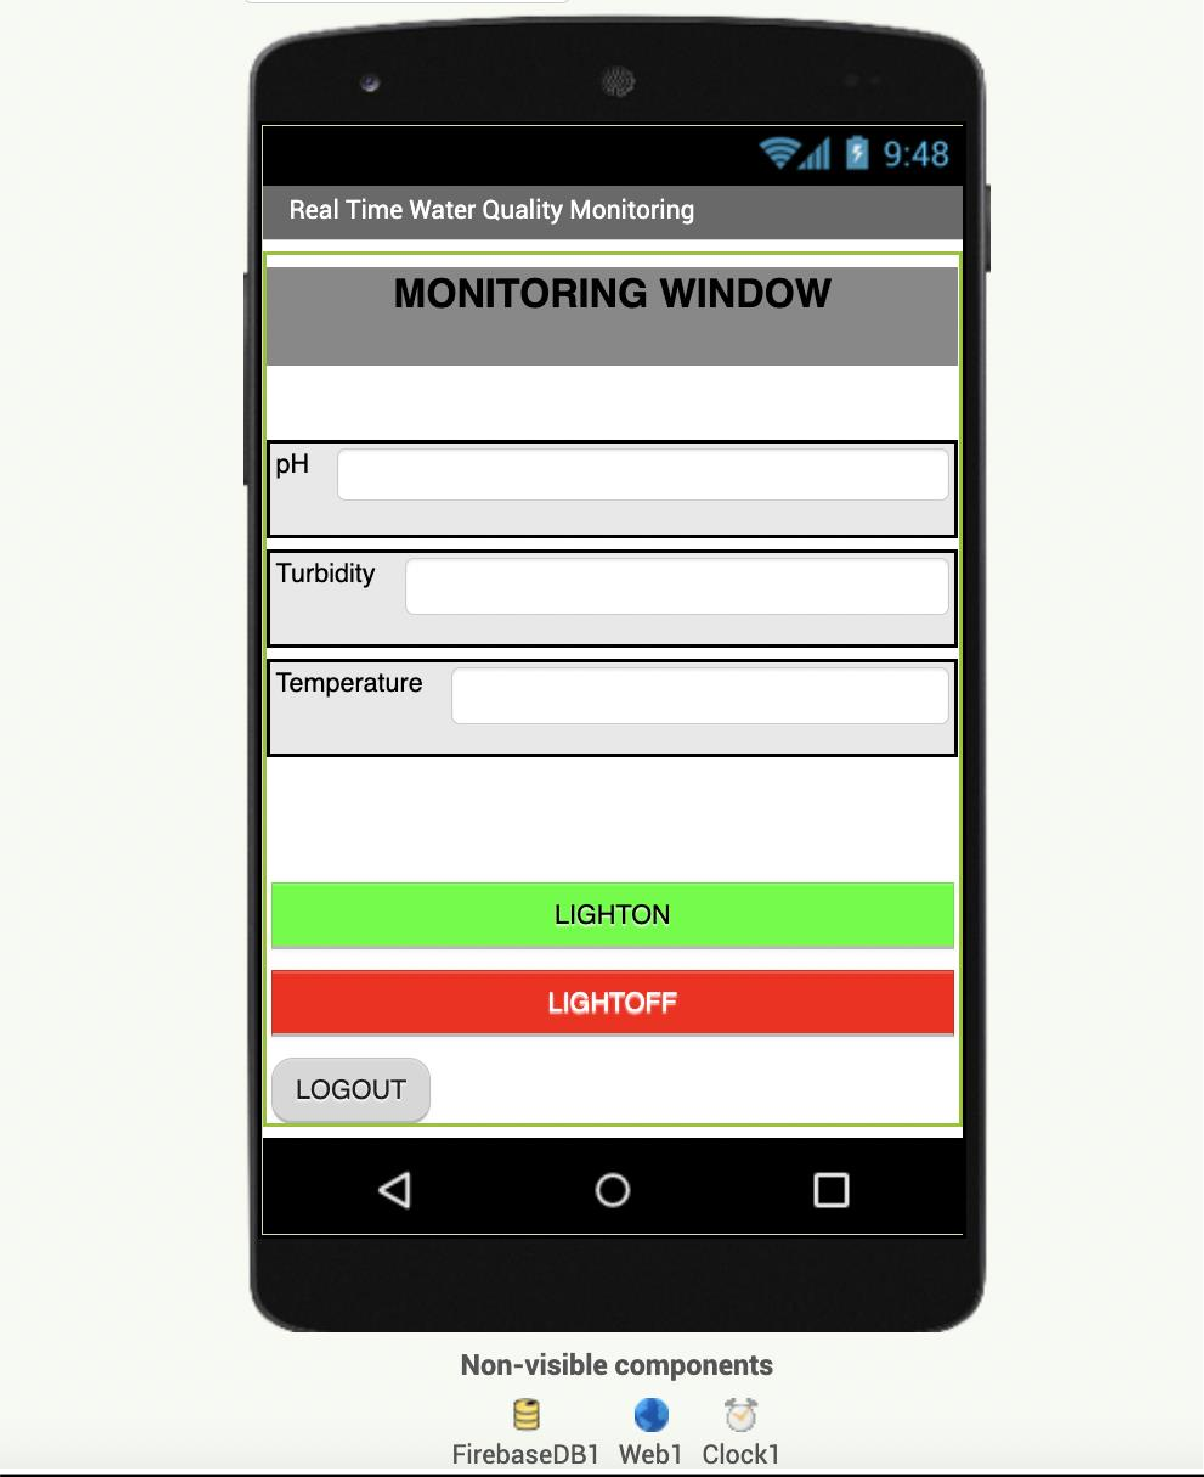 9:48
Real Time Water Quality Monitoring
MONITORING WINDOW
pH
Turbidity
Temperature
LIGHTON
LIGHTOFF
LOGOUT
Non-visible components
FirebaseDB1 Web1 Clock1